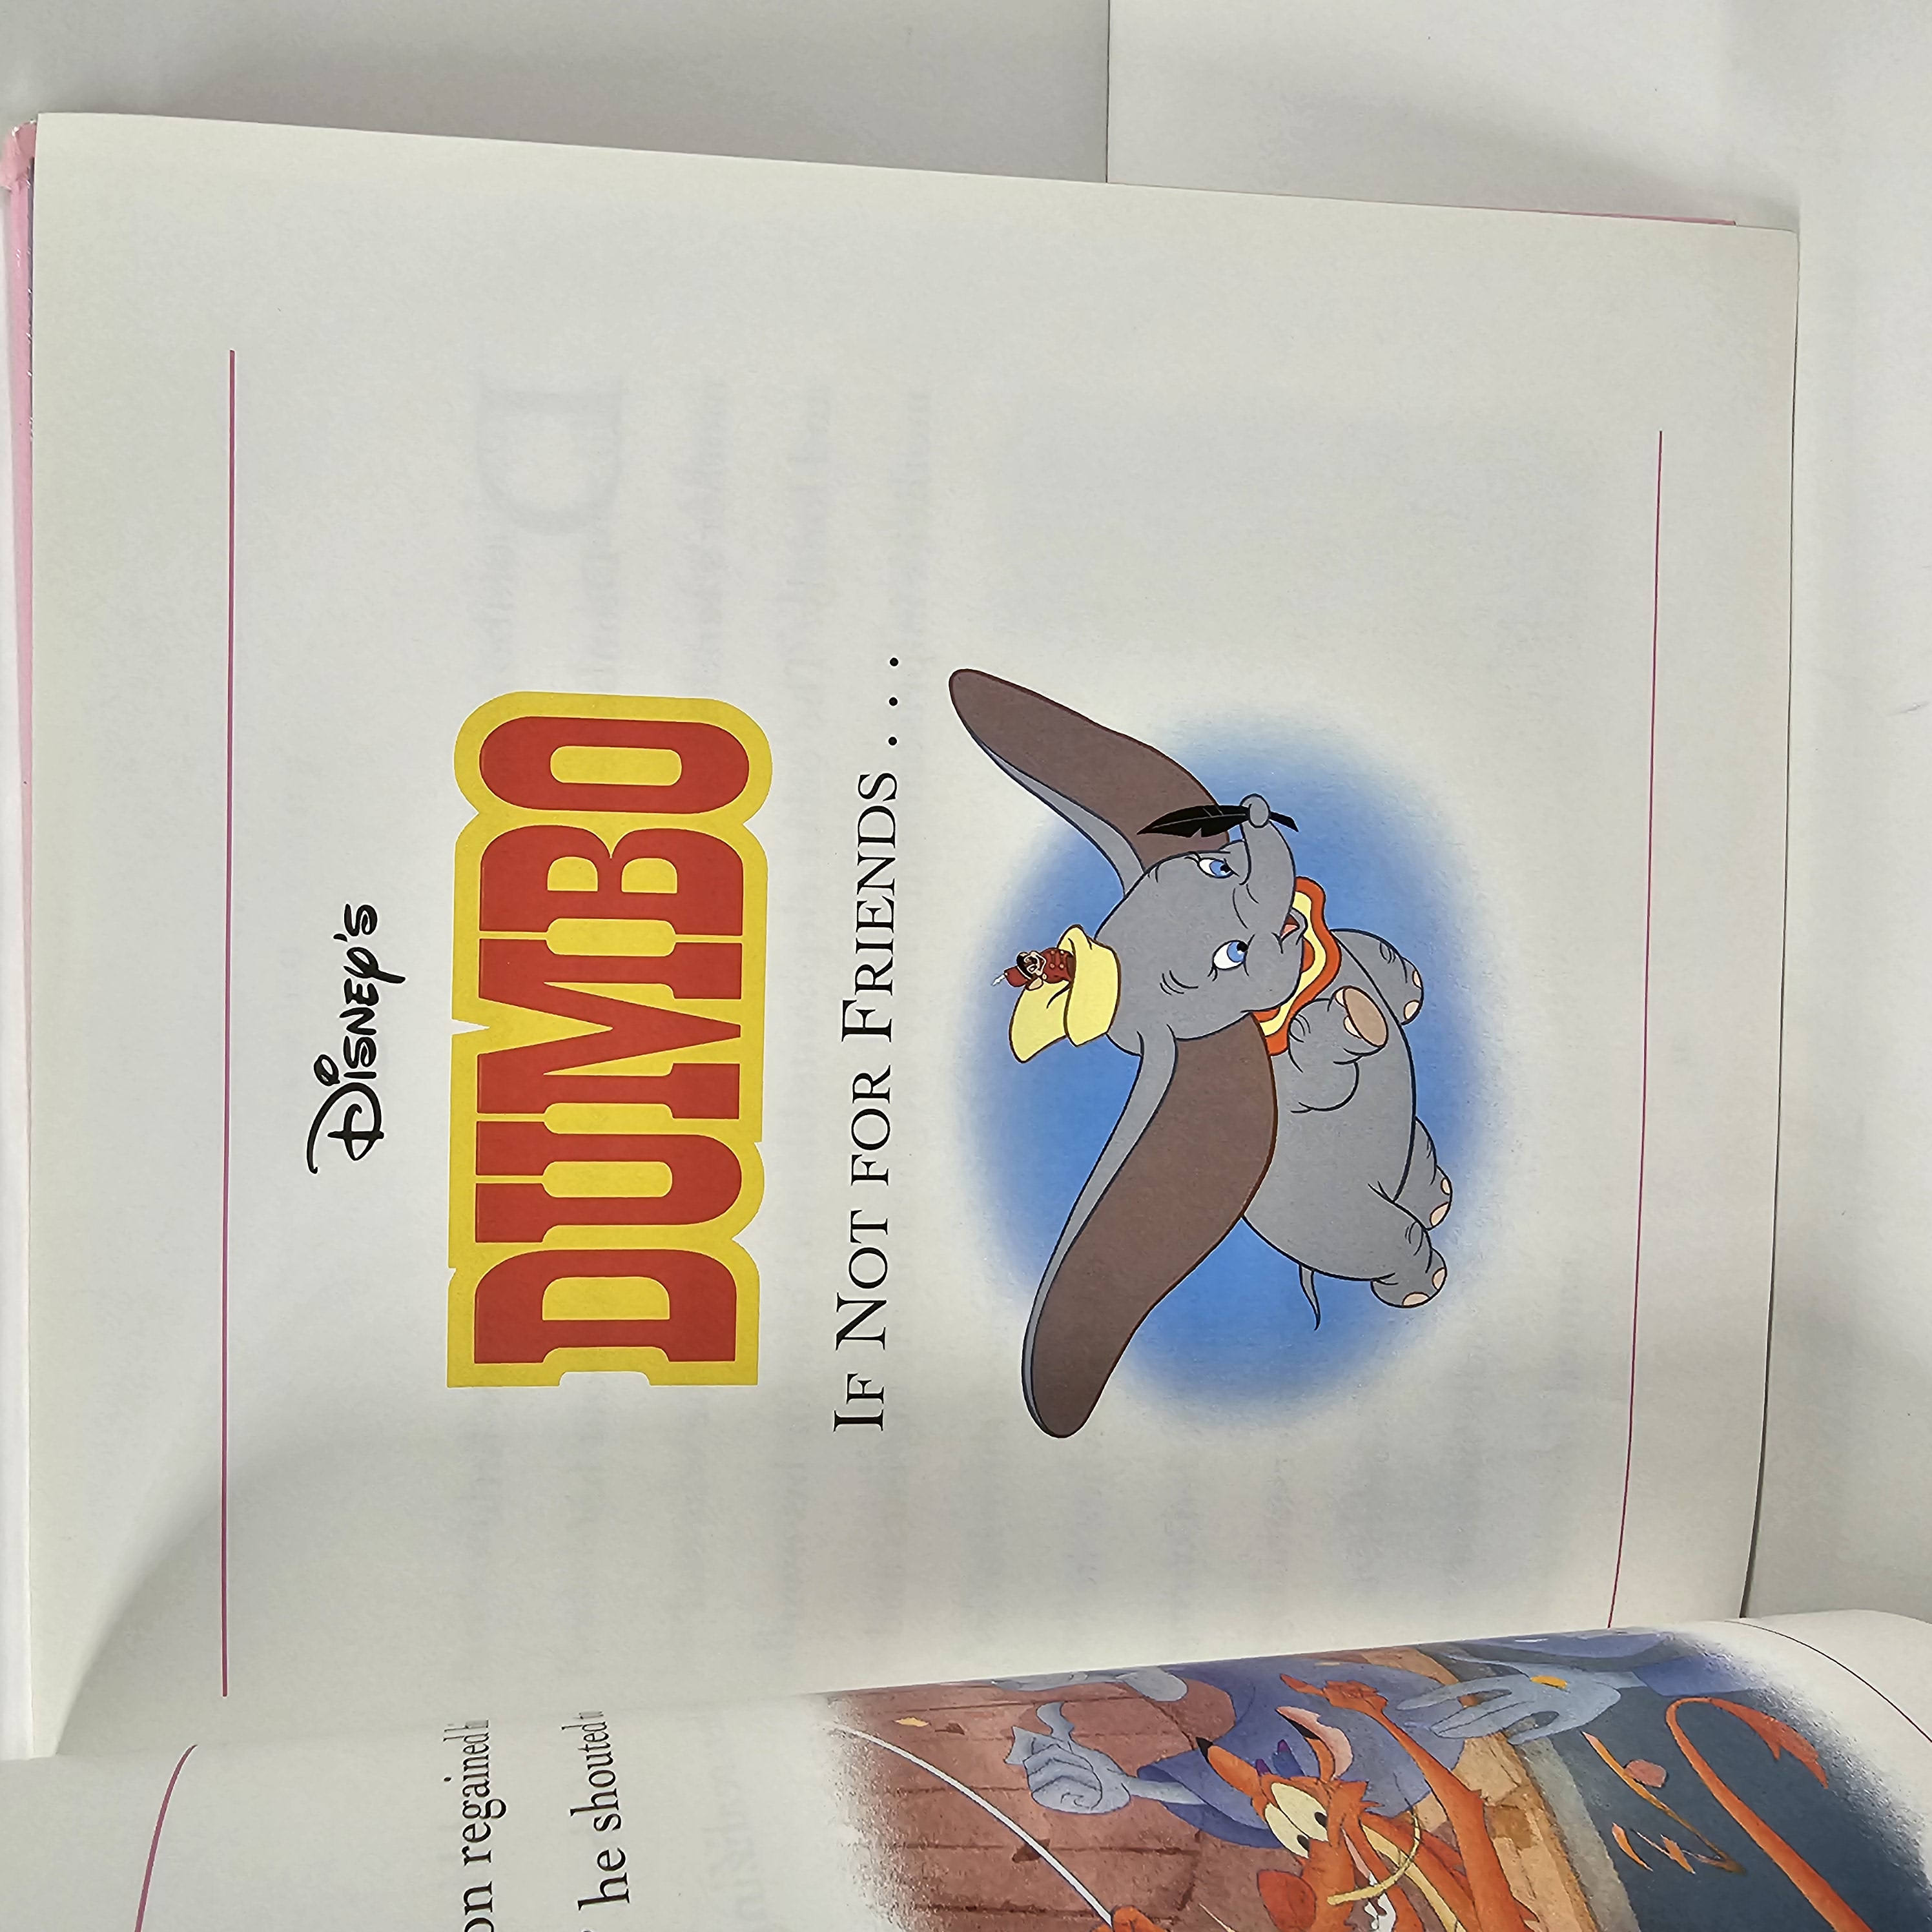 on regained
he shouted
Disney's
DUMBO
IF NOT FOR FRIENDS . . .